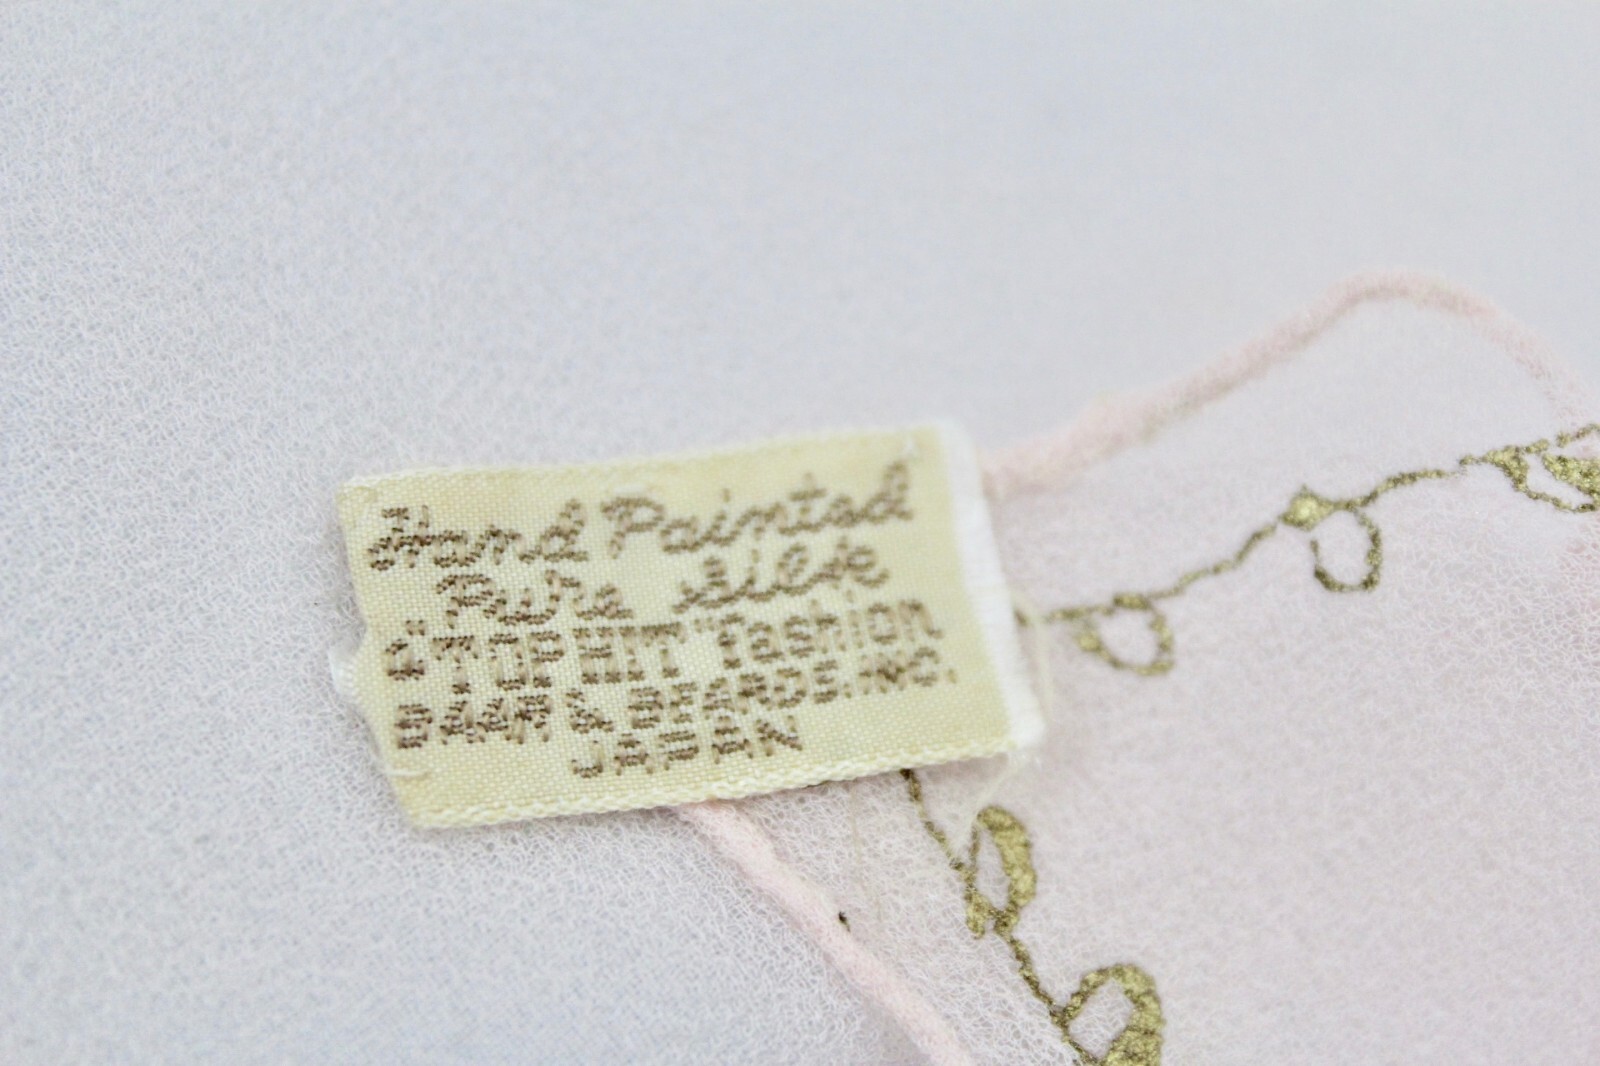 Hand Painted
Pure silk
A "TOP HIT" fashion
BAAR & BEARDS, INC.
JAPAN